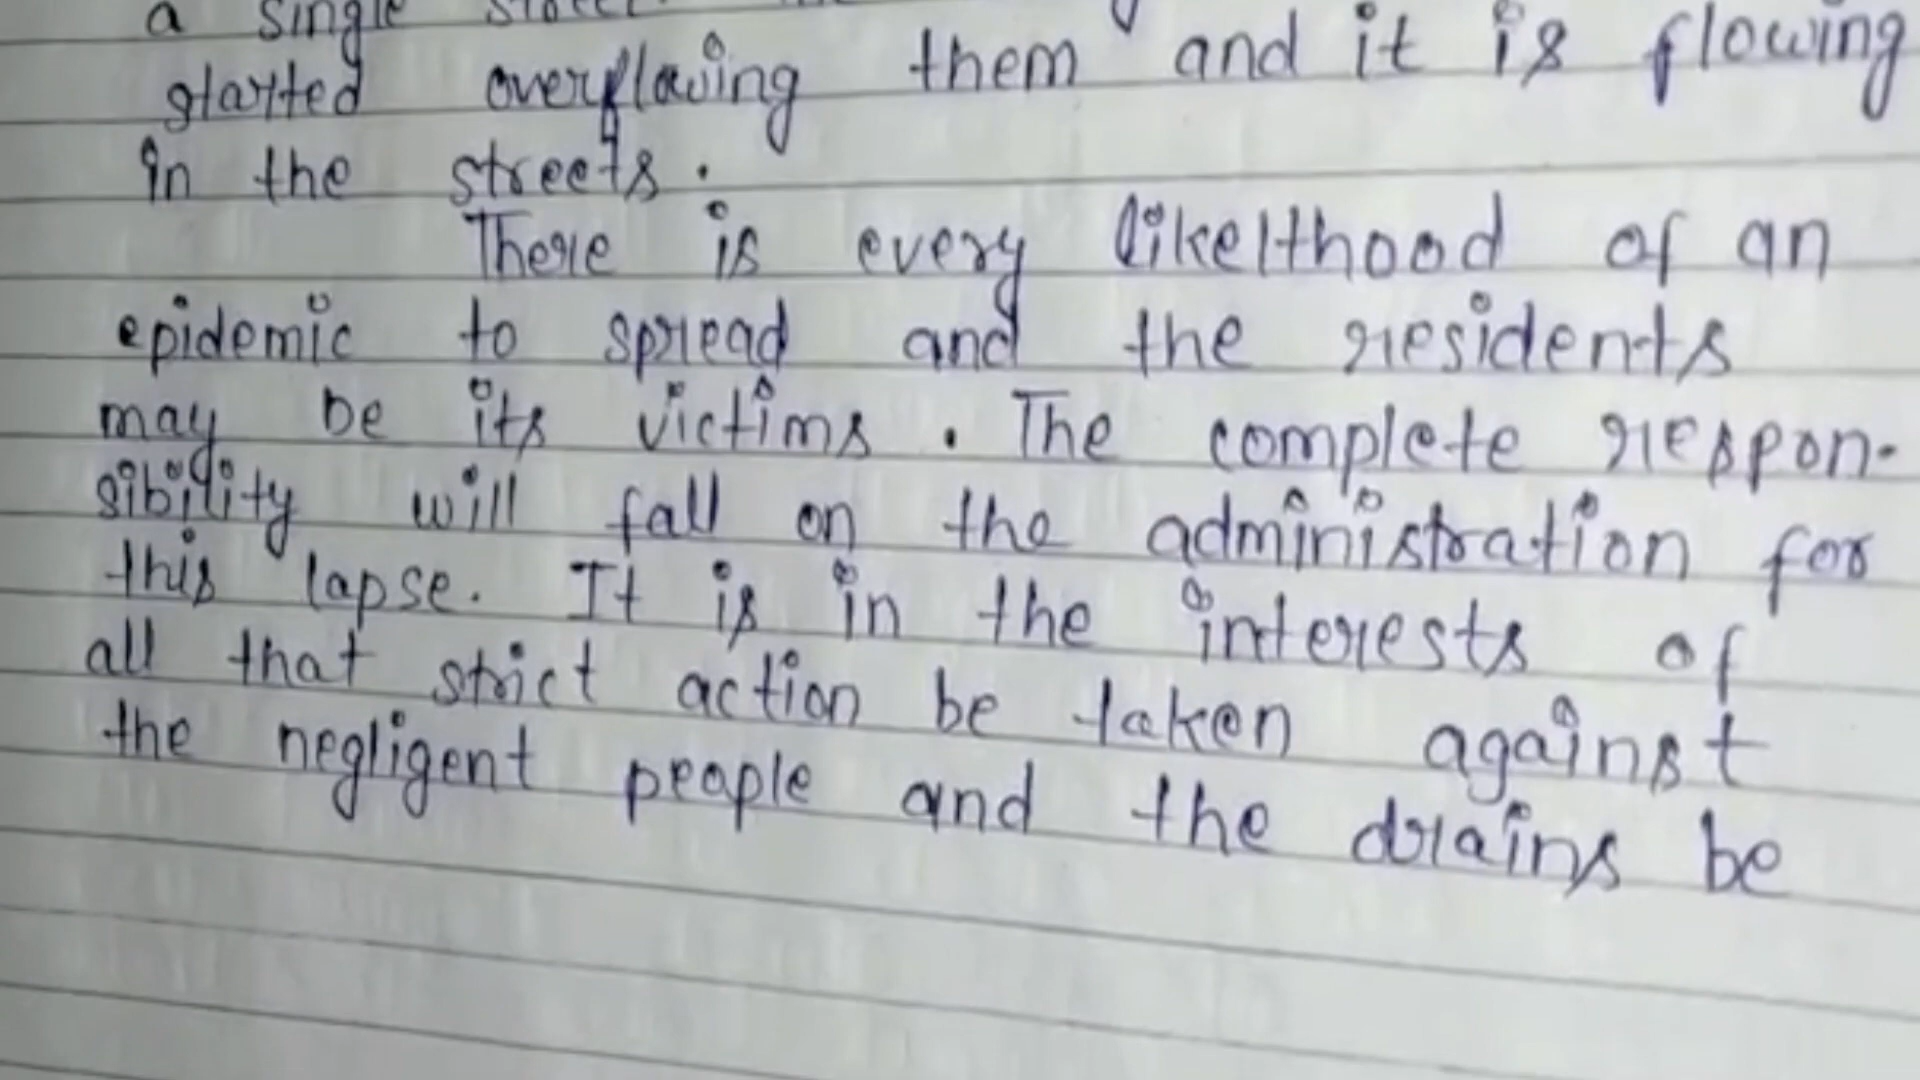 a single
started overflowing them and it is flowing
in the streets.
There is every likelthood of an
epidemic to spread and the residents
may be its victims. The complete respon-
sibility will fall on the administration for
this lapse. It is in the interests of
all that strict action be taken against
the negligent people and the drains be